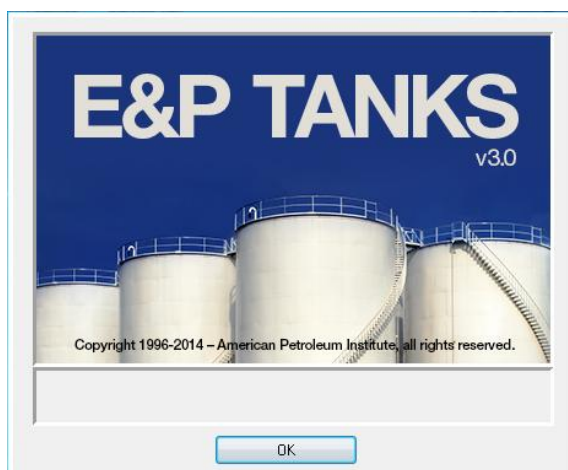 E&P TANKS
v3.0
Copyright 1996-2014 – American Petroleum Institute, all rights reserved.
OK